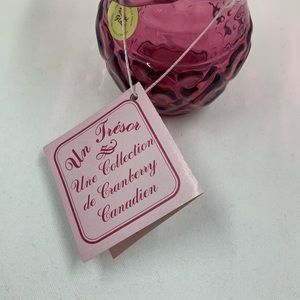 Un Trésor
Une Collection
de Cranberry
Canadien